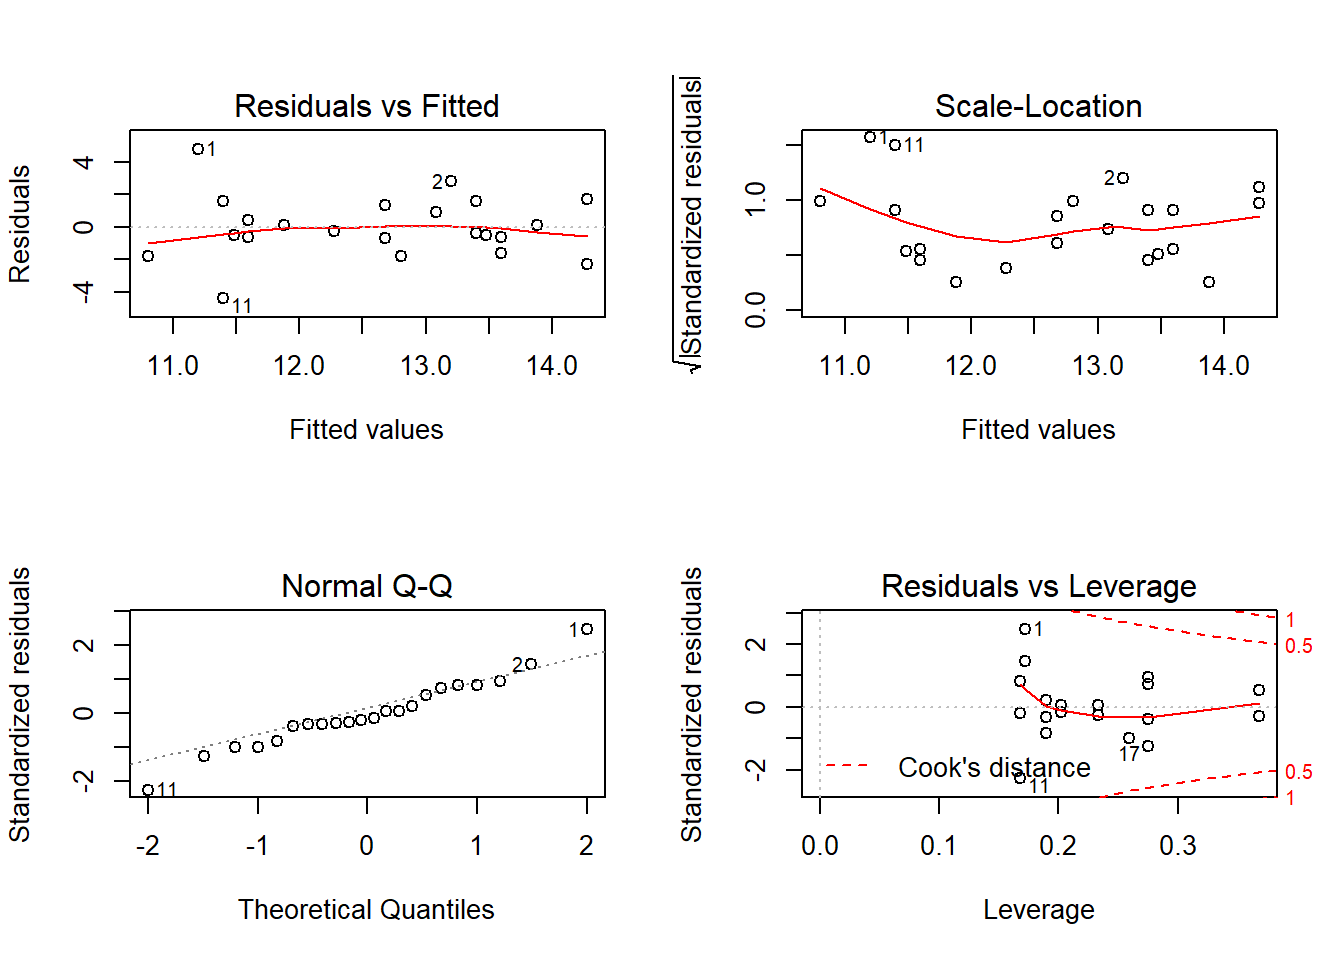 Residuals vs Fitted
Residuals
4
0
-4
1
2
11
11.0 12.0 13.0 14.0
Fitted values
Scale-Location
√|Standardized residuals|
1.0
0.0
1
11
2
11.0 12.0 13.0 14.0
Fitted values
Normal Q-Q
Standardized residuals
2
0
-2
1
2
11
-2 -1 0 1 2
Theoretical Quantiles
Residuals vs Leverage
Standardized residuals
2
0
-2
1
0.5
0.5
1
1
17
11
Cook's distance
0.0 0.1 0.2 0.3
Leverage